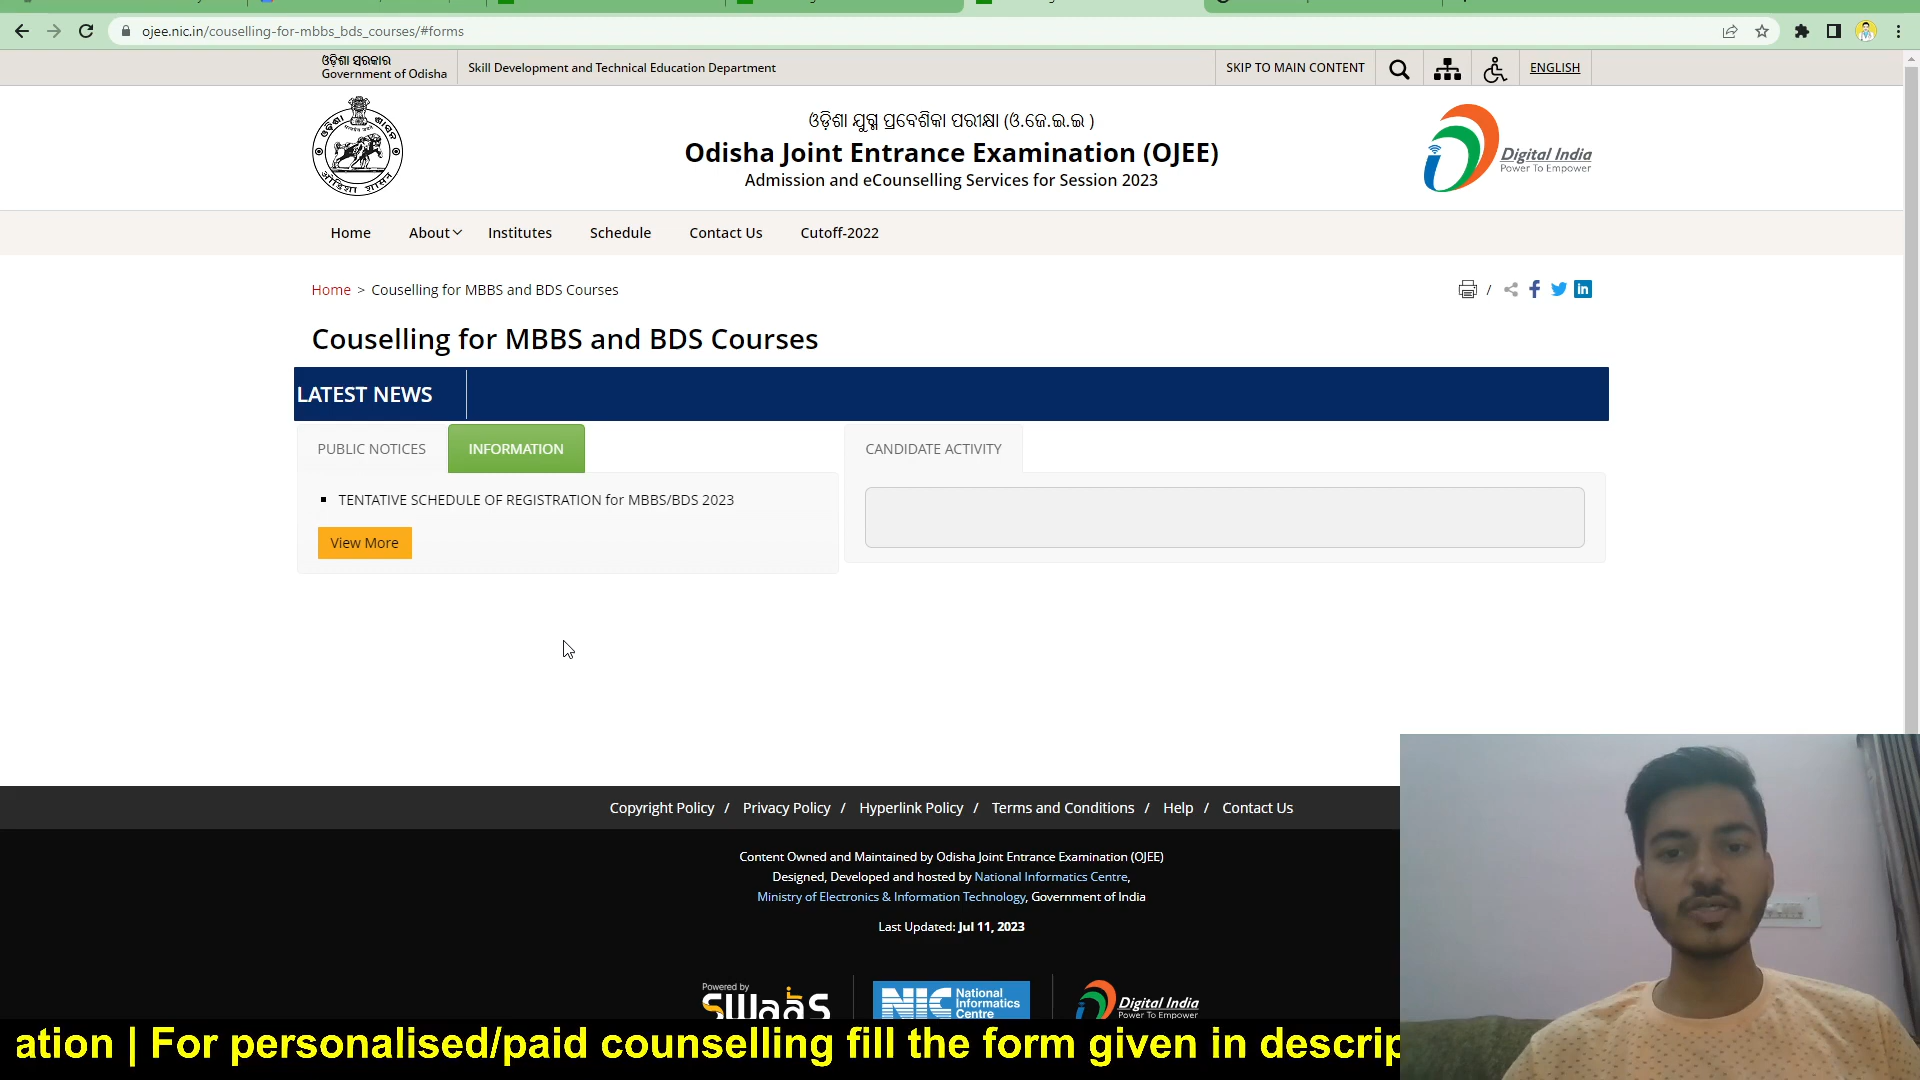 ojee.nic.in/couselling-for-mbbs_bds_courses/#forms
ଓଡ଼ିଶା ସରକାର
Government of Odisha
Skill Development and Technical Education Department
SKIP TO MAIN CONTENT
ENGLISH
ଓଡ଼ିଶା ଯୁଗ୍ମ ପ୍ରବେଶିକା ପରୀକ୍ଷା (ଓ.ଜେ.ଇ.ଇ )
Odisha Joint Entrance Examination (OJEE)
Admission and eCounselling Services for Session 2023
Digital India
Power To Empower
Home About Institutes Schedule Contact Us Cutoff-2022
Home > Couselling for MBBS and BDS Courses
/
Couselling for MBBS and BDS Courses
LATEST NEWS
PUBLIC NOTICES INFORMATION
CANDIDATE ACTIVITY
TENTATIVE SCHEDULE OF REGISTRATION for MBBS/BDS 2023
View More
Copyright Policy / Privacy Policy / Hyperlink Policy / Terms and Conditions / Help / Contact Us
Content Owned and Maintained by Odisha Joint Entrance Examination (OJEE)
Designed, Developed and hosted by National Informatics Centre,
Ministry of Electronics & Information Technology, Government of India
Last Updated: Jul 11, 2023
Powered by
SWaaS
NIC National
Informatics
Centre
Digital India
Power To Empower
ation | For personalised/paid counselling fill the form given in descrip